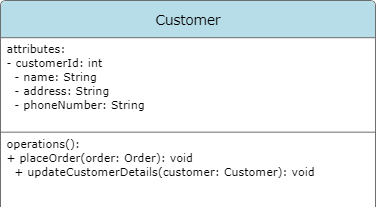 Customer
attributes:
- customerId: int
- name: String
- address: String
- phoneNumber: String
operations():
+ placeOrder(order: Order): void
+ updateCustomerDetails(customer: Customer): void